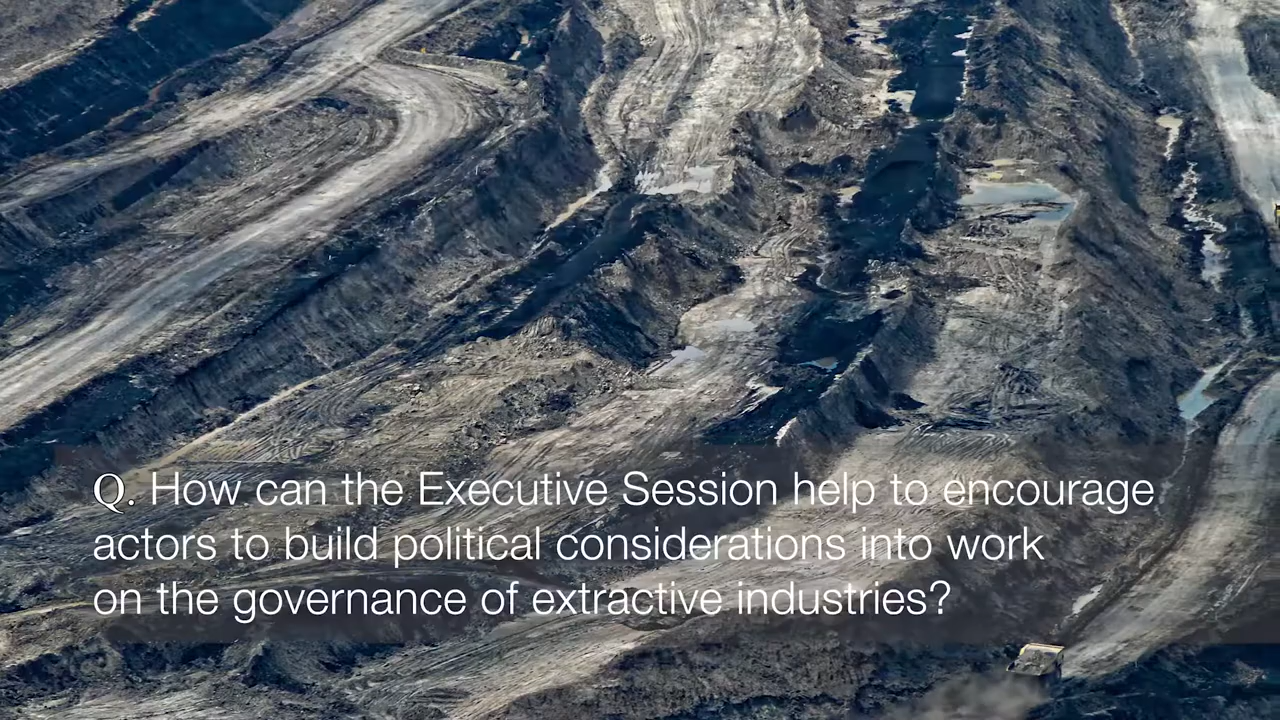 Q. How can the Executive Session help to encourage
actors to build political considerations into work
on the governance of extractive industries?